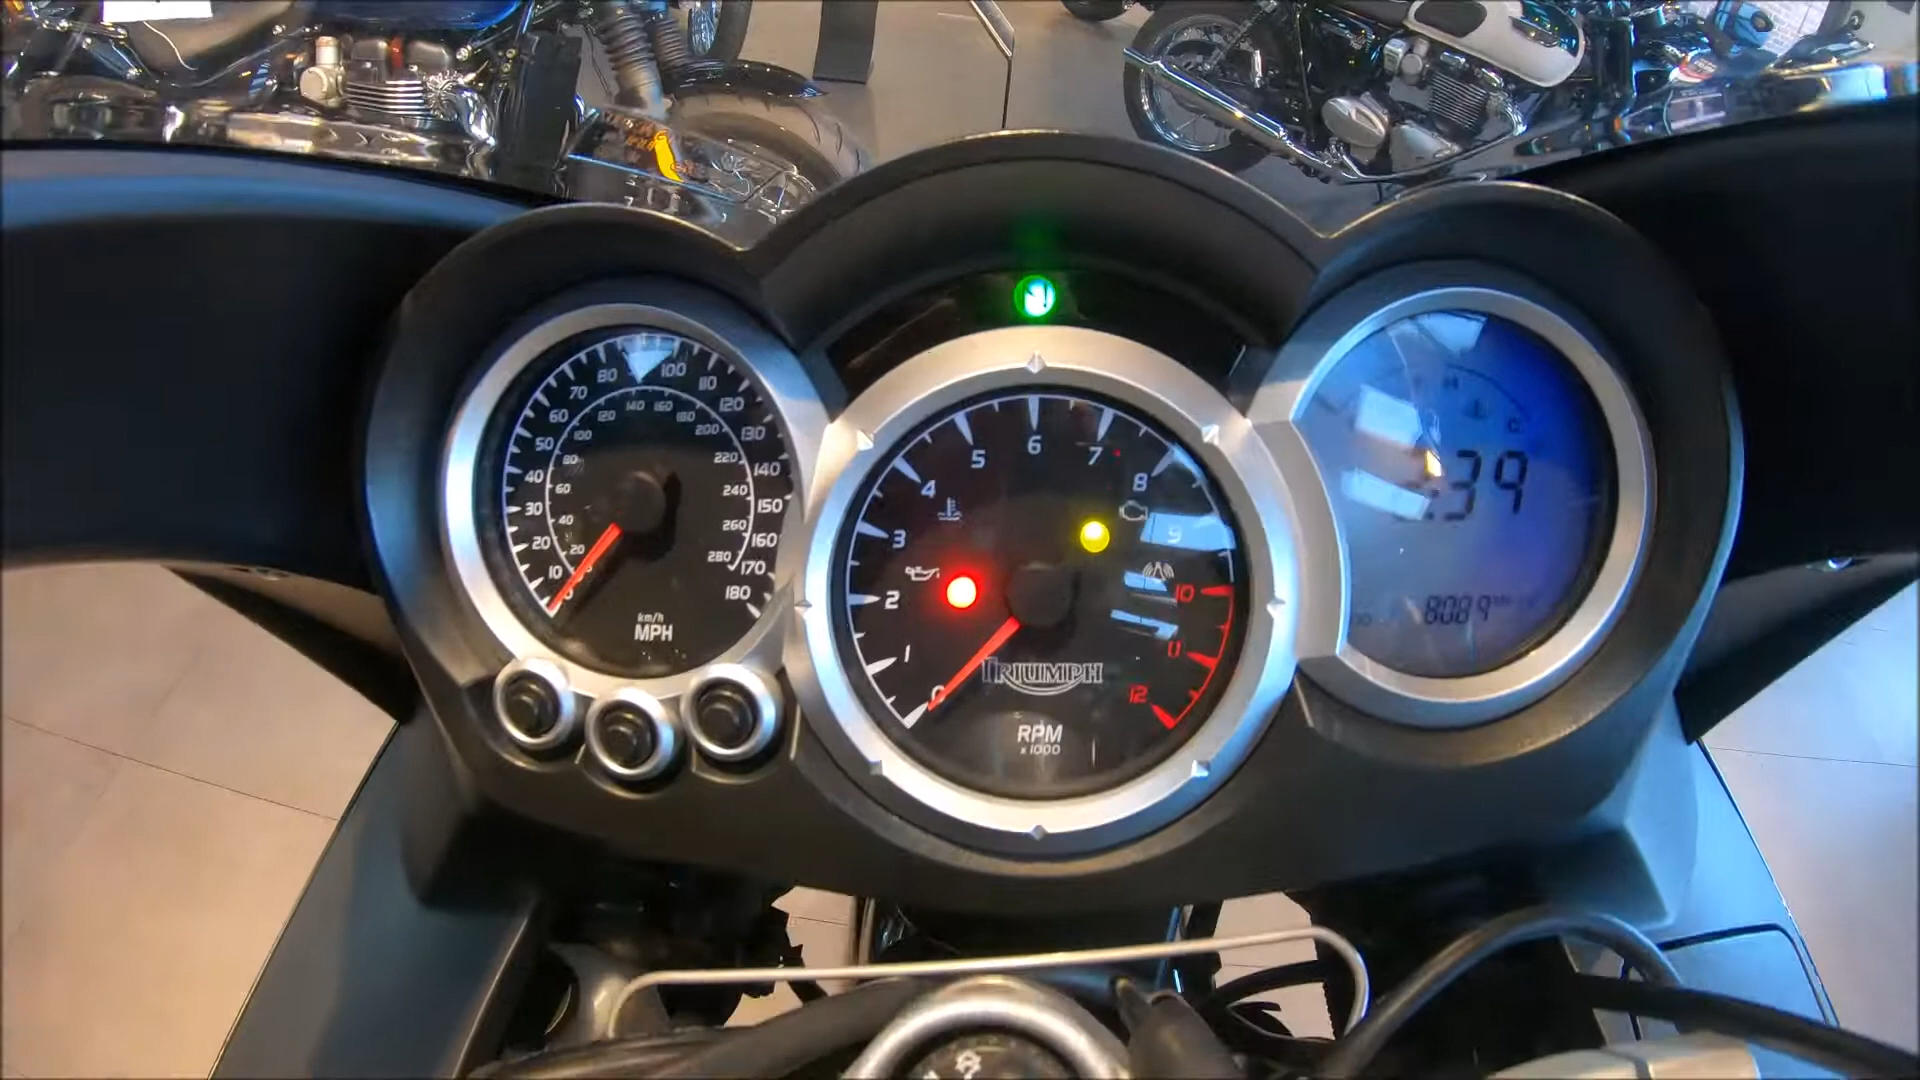 N
10 20 30 40 50 60 70 80 100 110 120 130 140 150 160 170 180
20 40 60 80 100 120 140 160 180 200 220 240 260 280
km/h
MPH
0 1 2 3 4 5 6 7 8 9 10 11 12
TRIUMPH
RPM
x 1000
H
C
:39
8089